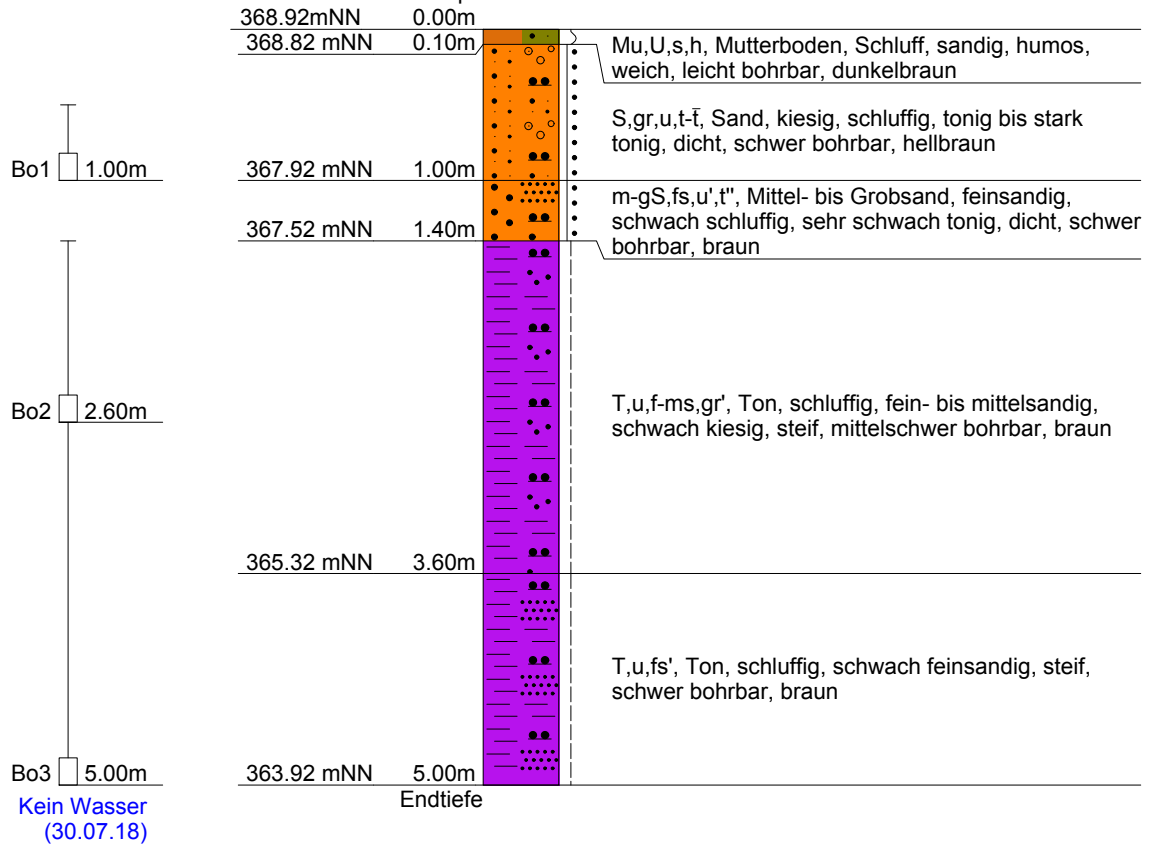 368.92mNN 0.00m
368.82 mNN 0.10m
Mu,U,s,h, Mutterboden, Schluff, sandig, humos,
weich, leicht bohrbar, dunkelbraun
S,gr,u,t-t̄, Sand, kiesig, schluffig, tonig bis stark
tonig, dicht, schwer bohrbar, hellbraun
Bo1 1.00m
367.92 mNN 1.00m
m-gS,fs,u',t'', Mittel- bis Grobsand, feinsandig,
schwach schluffig, sehr schwach tonig, dicht, schwer
bohrbar, braun
367.52 mNN 1.40m
Bo2 2.60m
T,u,f-ms,gr', Ton, schluffig, fein- bis mittelsandig,
schwach kiesig, steif, mittelschwer bohrbar, braun
365.32 mNN 3.60m
T,u,fs', Ton, schluffig, schwach feinsandig, steif,
schwer bohrbar, braun
Bo3 5.00m
363.92 mNN 5.00m
Endtiefe
Kein Wasser
(30.07.18)